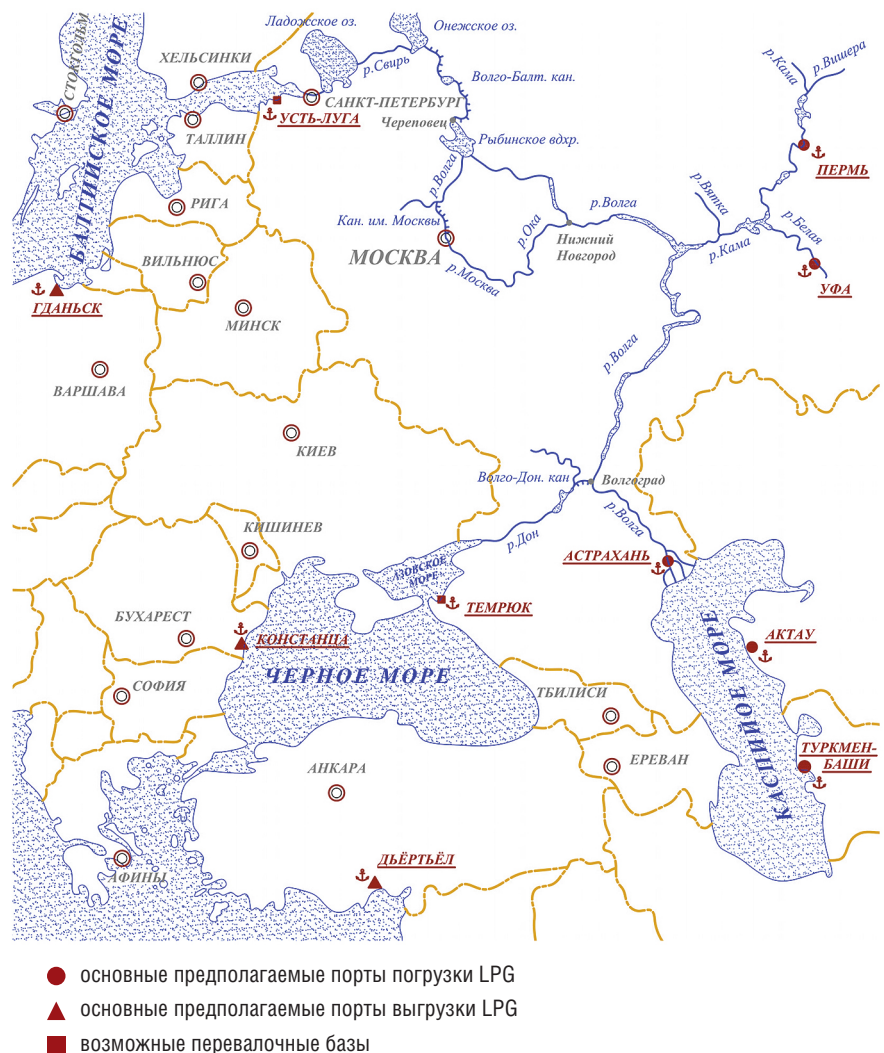 Ладожское оз.
Онежское оз.
ХЕЛЬСИНКИ
СТОКГОЛЬМ
БАЛТИЙСКОЕ МОРЕ
р.Свирь
Волго-Балт. кан.
р.Кама
р.Вишера
САНКТ-ПЕТЕРБУРГ
УСТЬ-ЛУГА
Череповец
ТАЛЛИН
Рыбинское вдхр.
ПЕРМЬ
РИГА
р.Волга
р.Волга
р.Вятка
Кан. им. Москвы
р.Ока
р.Белая
МОСКВА
Нижний
Новгород
р.Кама
ВИЛЬНЮС
р.Москва
УФА
ГДАНЬСК
МИНСК
ВАРШАВА
р.Волга
КИЕВ
Волго-Дон. кан
Волгоград
р.Волга
КИШИНЕВ
р.Дон
АСТРАХАНЬ
АЗОВСКОЕ
МОРЕ
ТЕМРЮК
БУХАРЕСТ
КОНСТАНЦА
АКТАУ
ЧЕРНОЕ МОРЕ
КАСПИЙОЕ МОРЕ
СОФИЯ
ТБИЛИСИ
ТУРКМЕН-
БАШИ
ЕРЕВАН
АНКАРА
ДЬЁРТЬЁЛ
АФИНЫ
основные предполагаемые порты погрузки LPG
основные предполагаемые порты выгрузки LPG
возможные перевалочные базы